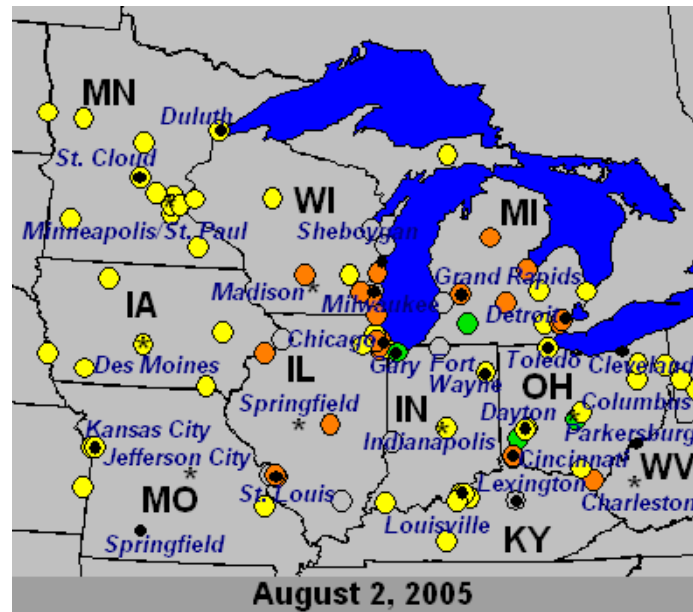 MN
Duluth
St. Cloud
WI
MI
Minneapolis/St. Paul
Sheboygan
Grand Rapids
Madison
Milwaukee
IA
Detroit
Chicago
Des Moines
Gary
Fort Wayne
Toledo
Cleveland
IL
OH
Springfield
IN
Dayton
Columbus
Kansas City
Indianapolis
Parkersburg
Jefferson City
Cincinnati
WV
MO
St. Louis
Lexington
Charleston
Louisville
Springfield
KY
August 2, 2005